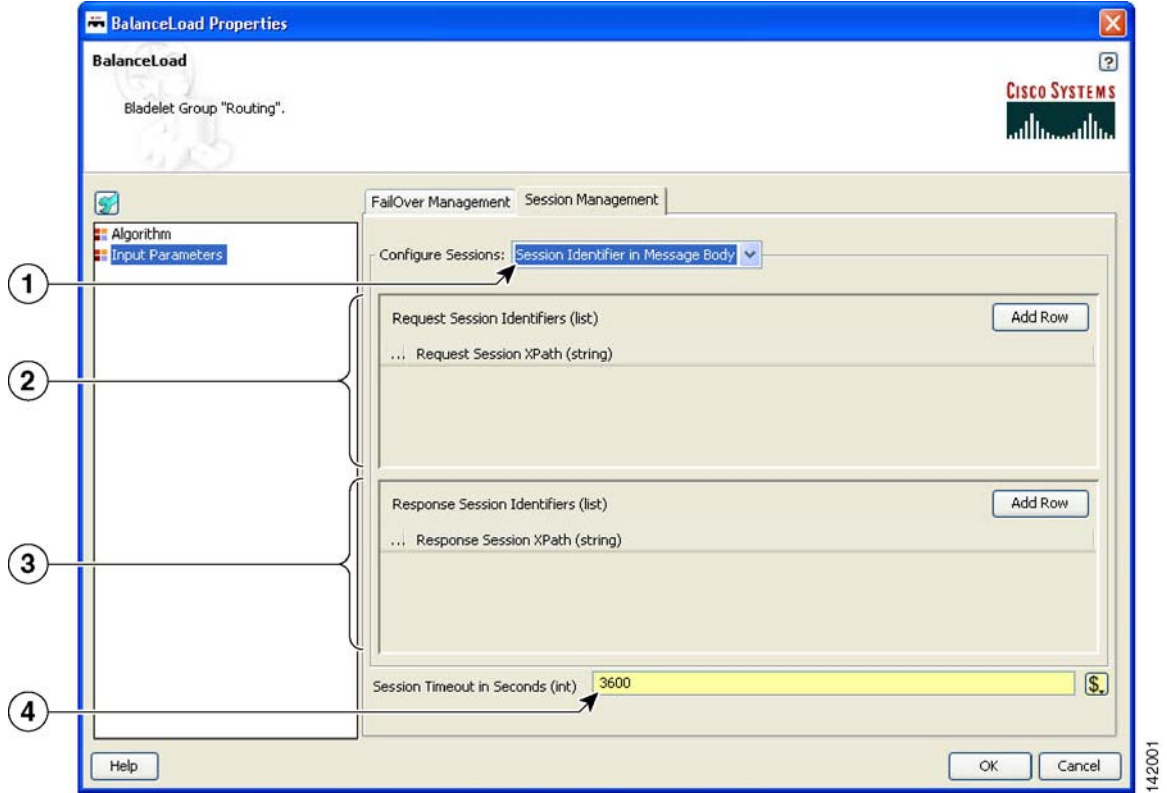 BalanceLoad Properties
BalanceLoad
?
Bladelet Group "Routing".
CISCO SYSTEMS
FailOver Management Session Management
Algorithm
Input Parameters
Configure Sessions: Session Identifier in Message Body
1
Request Session Identifiers (list) Add Row
... Request Session XPath (string)
2
Response Session Identifiers (list) Add Row
... Response Session XPath (string)
3
Session Timeout in Seconds (int) 3600 $
4
Help OK Cancel
142001